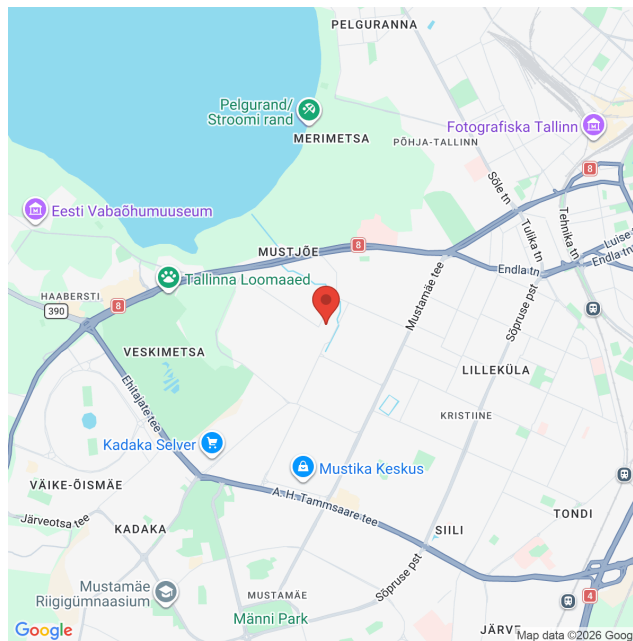 PELGURANNA
Pelgurand/
Stroomi rand
MERIMETSA
Fotografiska Tallinn
PÕHJA-TALLINN
8
Sõle tn
Tulika tn
Tehnika tn
Eesti Vabaõhumuuseum
MUSTJÕE
8
Luise
Endla tn
Endla tn
Tallinna Loomaaed
HAABERSTI
390
8
Mustamäe tee
Sõpruse pst
VESKIMETSA
LILLEKÜLA
Ehitajate tee
KRISTIINE
Kadaka Selver
Mustika Keskus
VÄIKE-ÕISMÄE
A. H. Tammsaare tee
Järveotsa tee
KADAKA
SIILI
TONDI
Mustamäe
Riigigümnaasium
MUSTAMÄE
Sõpruse pst
4
Männi Park
JÄRVE
Google
Map data ©2026 Goo